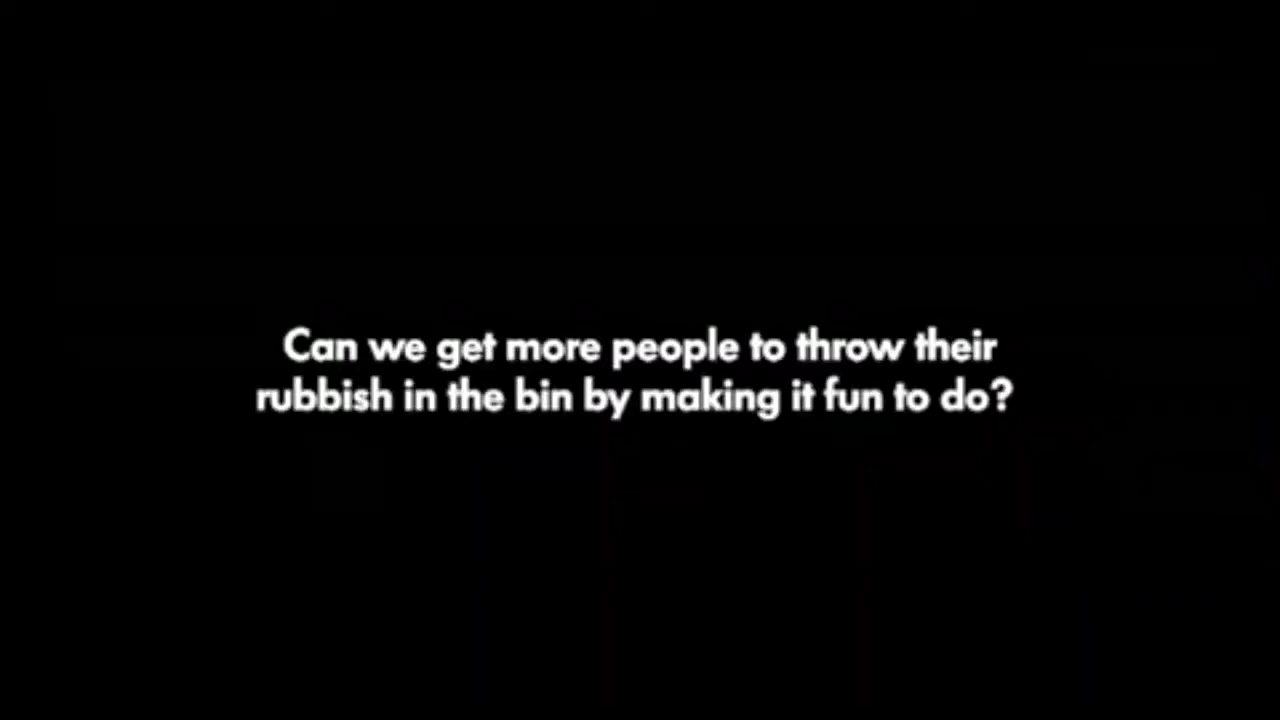 Can we get more people to throw their
rubbish in the bin by making it fun to do?